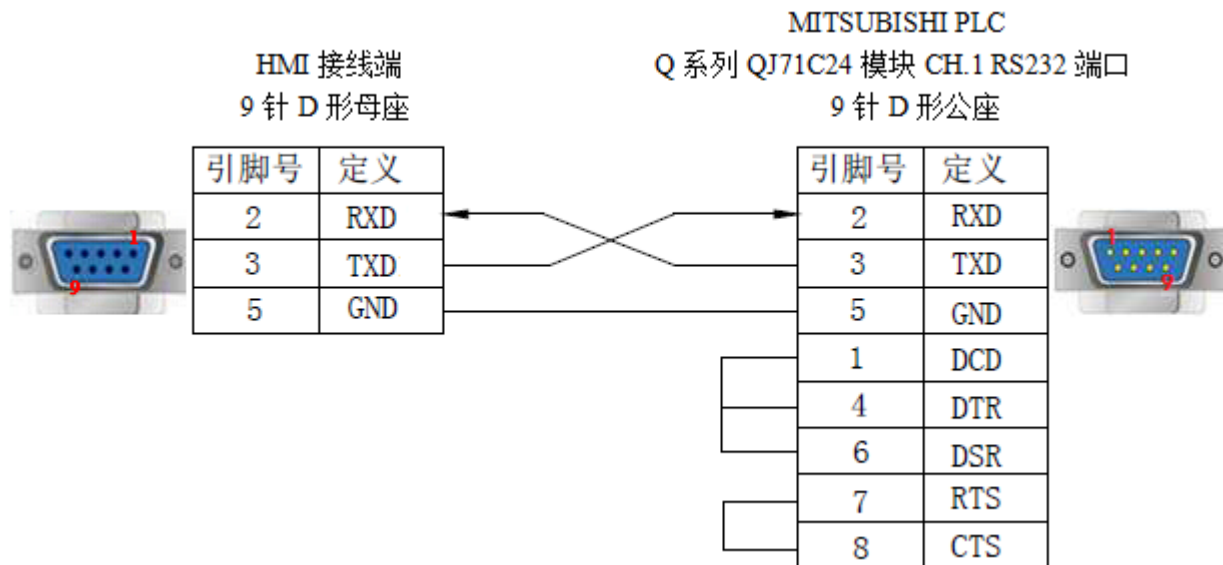 MITSUBISHI PLC
HMI 接线端
Q 系列 QJ71C24 模块 CH.1 RS232 端口
9 针 D 形母座
9 针 D 形公座
引脚号 定义
引脚号 定义
2 RXD
2 RXD
3 TXD
3 TXD
5 GND
5 GND
1 DCD
4 DTR
6 DSR
7 RTS
8 CTS
1
9
1
9